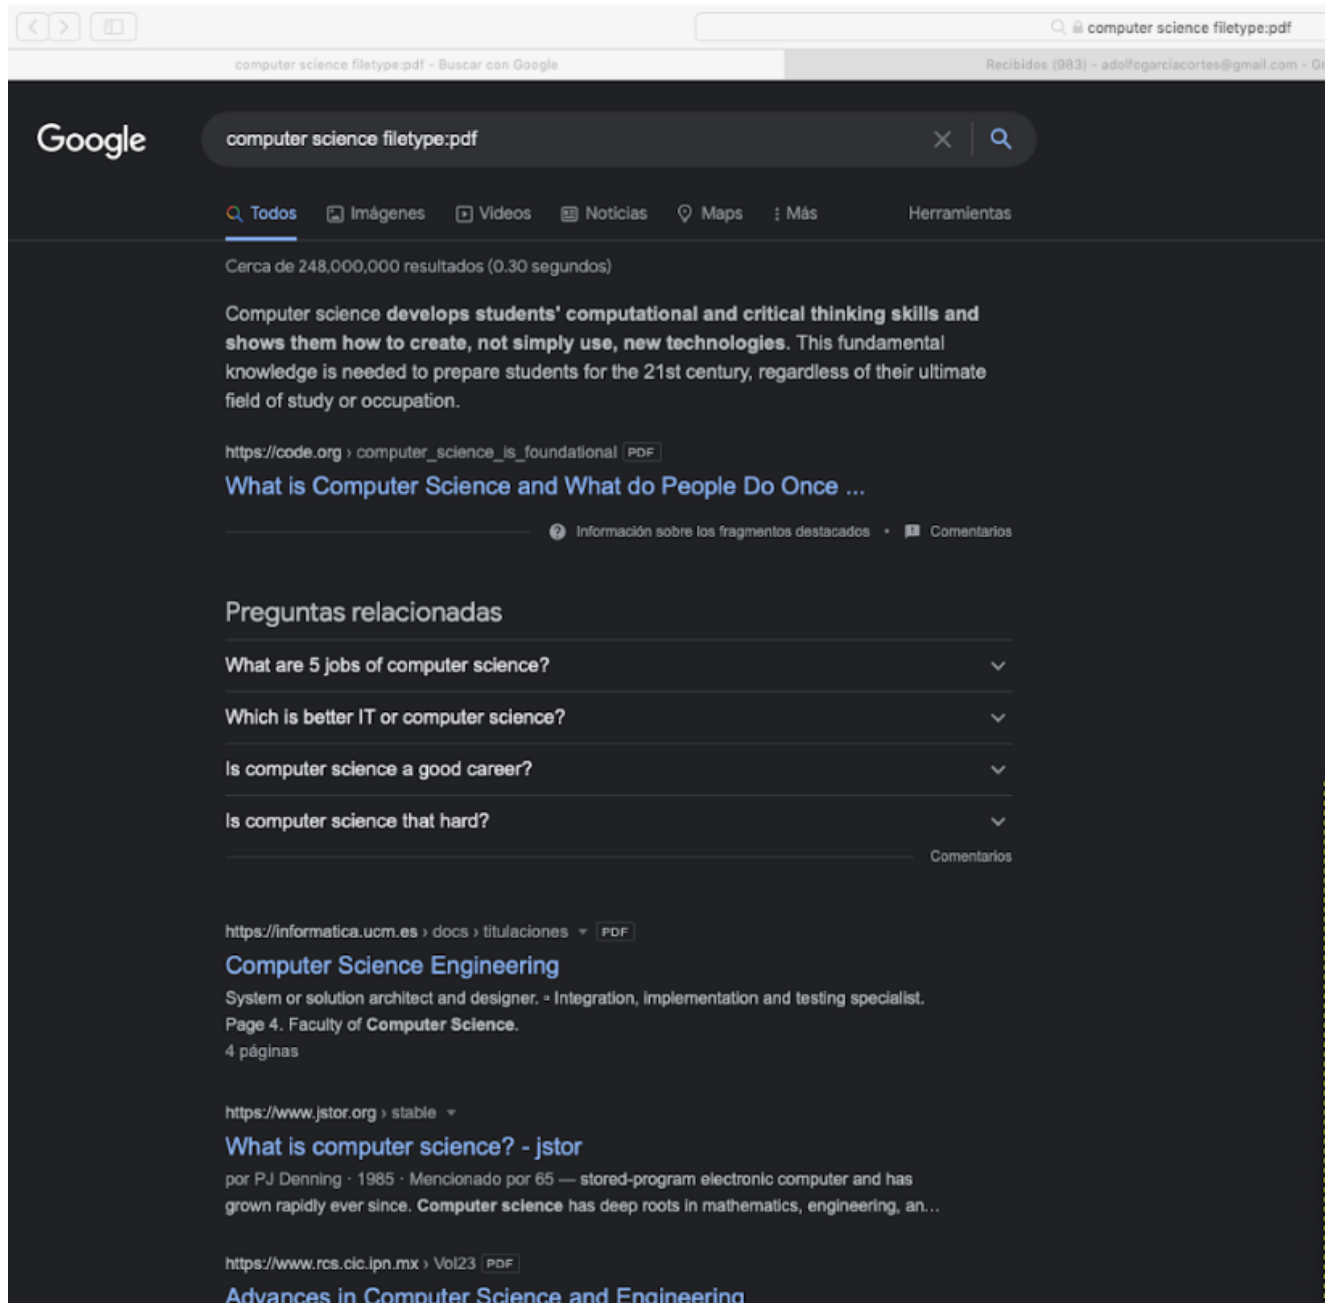 computer science filetype:pdf
computer science filetype:pdf - Buscar con Google
Recibidos (983) - adolfogarciacortes@gmail.com -
Google
computer science filetype:pdf
Todos Imágenes Videos Noticias Maps Más Herramientas
Cerca de 248,000,000 resultados (0.30 segundos)
Computer science develops students' computational and critical thinking skills and
shows them how to create, not simply use, new technologies. This fundamental
knowledge is needed to prepare students for the 21st century, regardless of their ultimate
field of study or occupation.
https://code.org › computer_science_is_foundational PDF
What is Computer Science and What do People Do Once ...
Información sobre los fragmentos destacados • Comentarios
Preguntas relacionadas
What are 5 jobs of computer science?
Which is better IT or computer science?
Is computer science a good career?
Is computer science that hard?
Comentarios
https://informatica.ucm.es › docs › titulaciones PDF
Computer Science Engineering
System or solution architect and designer. ▫ Integration, implementation and testing specialist.
Page 4. Faculty of Computer Science.
4 páginas
https://www.jstor.org › stable
What is computer science? - jstor
por PJ Denning · 1985 · Mencionado por 65 — stored-program electronic computer and has
grown rapidly ever since. Computer science has deep roots in mathematics, engineering, an...
https://www.rcs.cic.ipn.mx › Vol23 PDF
Advances in Computer Science and Engineering